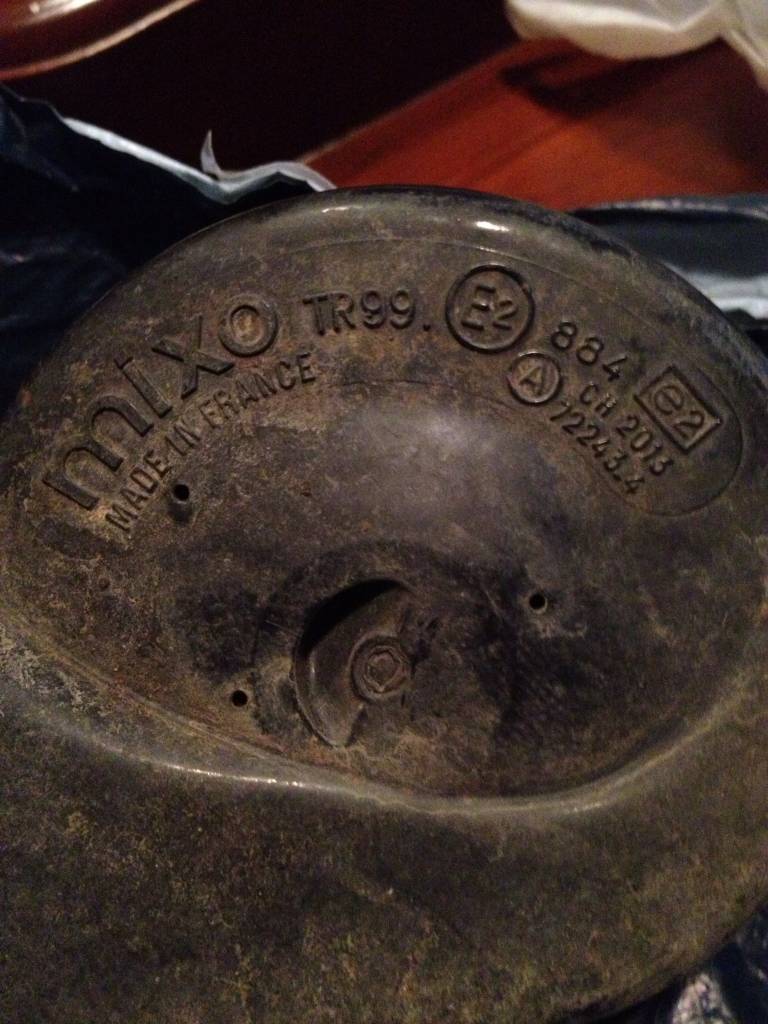 mixo TR99. E2 884 e2
MADE IN FRANCE
A CH 2013
72243.4